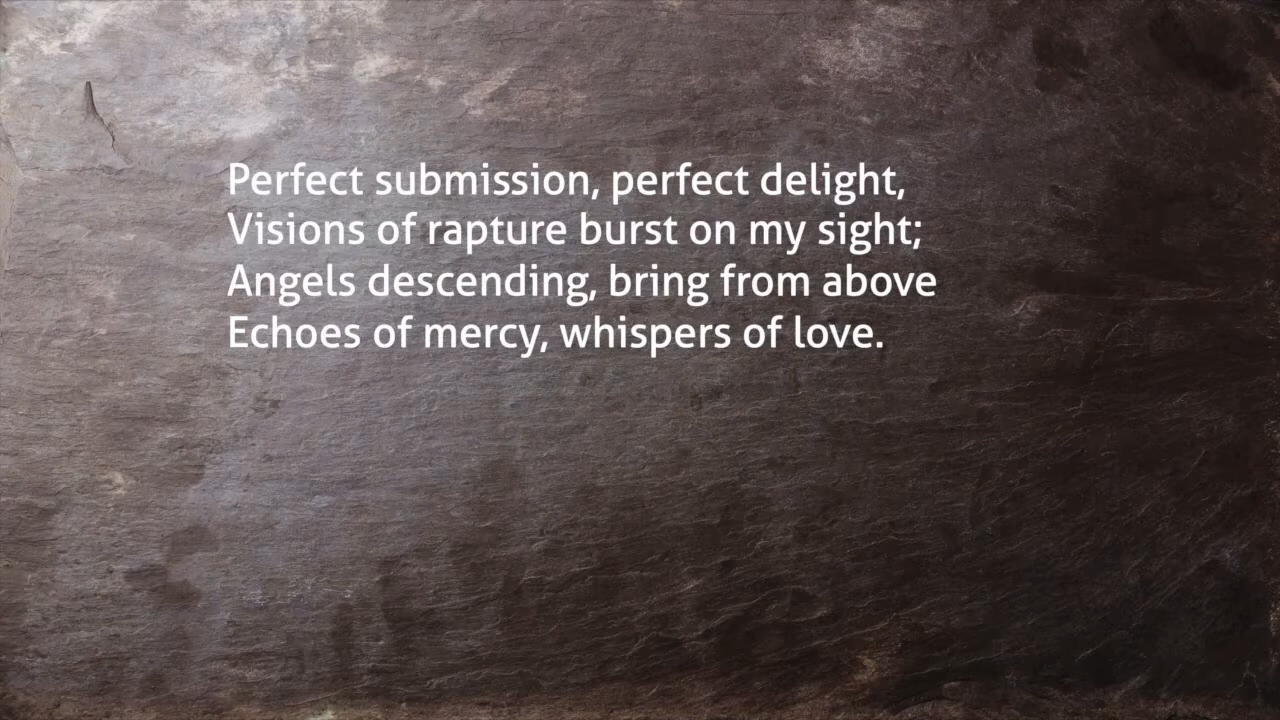 Perfect submission, perfect delight,
Visions of rapture burst on my sight;
Angels descending, bring from above
Echoes of mercy, whispers of love.